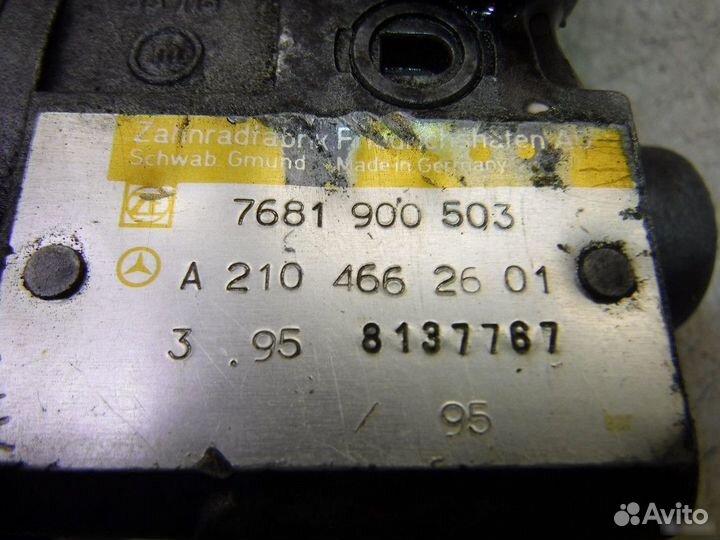 Zahnradfabrik F AG
Schwab. Gmünd Made in Germany
ZF 7681 900 503
A 210 466 26 01
3 . 95 8137767
/ 95
Avito